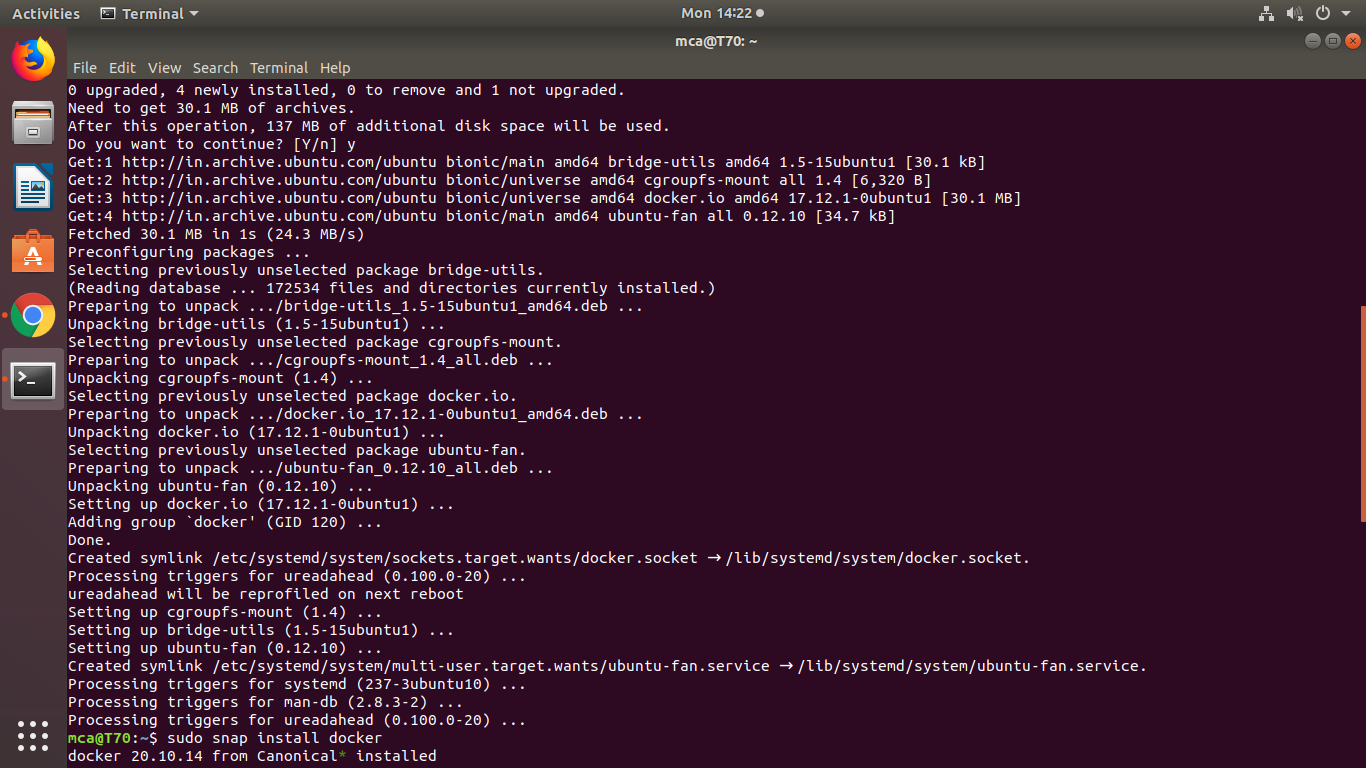 Activities Terminal Mon 14:22
mca@T70: ~
File Edit View Search Terminal Help
0 upgraded, 4 newly installed, 0 to remove and 1 not upgraded.
Need to get 30.1 MB of archives.
After this operation, 137 MB of additional disk space will be used.
Do you want to continue? [Y/n] y
Get:1 http://in.archive.ubuntu.com/ubuntu bionic/main amd64 bridge-utils amd64 1.5-15ubuntu1 [30.1 kB]
Get:2 http://in.archive.ubuntu.com/ubuntu bionic/universe amd64 cgroupfs-mount all 1.4 [6,320 B]
Get:3 http://in.archive.ubuntu.com/ubuntu bionic/universe amd64 docker.io amd64 17.12.1-0ubuntu1 [30.1 MB]
Get:4 http://in.archive.ubuntu.com/ubuntu bionic/main amd64 ubuntu-fan all 0.12.10 [34.7 kB]
Fetched 30.1 MB in 1s (24.3 MB/s)
Preconfiguring packages ...
Selecting previously unselected package bridge-utils.
(Reading database ... 172534 files and directories currently installed.)
Preparing to unpack .../bridge-utils_1.5-15ubuntu1_amd64.deb ...
Unpacking bridge-utils (1.5-15ubuntu1) ...
Selecting previously unselected package cgroupfs-mount.
Preparing to unpack .../cgroupfs-mount_1.4_all.deb ...
Unpacking cgroupfs-mount (1.4) ...
Selecting previously unselected package docker.io.
Preparing to unpack .../docker.io_17.12.1-0ubuntu1_amd64.deb ...
Unpacking docker.io (17.12.1-0ubuntu1) ...
Selecting previously unselected package ubuntu-fan.
Preparing to unpack .../ubuntu-fan_0.12.10_all.deb ...
Unpacking ubuntu-fan (0.12.10) ...
Setting up docker.io (17.12.1-0ubuntu1) ...
Adding group `docker' (GID 120) ...
Done.
Created symlink /etc/systemd/system/sockets.target.wants/docker.socket → /lib/systemd/system/docker.socket.
Processing triggers for ureadahead (0.100.0-20) ...
ureadahead will be reprofiled on next reboot
Setting up cgroupfs-mount (1.4) ...
Setting up bridge-utils (1.5-15ubuntu1) ...
Setting up ubuntu-fan (0.12.10) ...
Created symlink /etc/systemd/system/multi-user.target.wants/ubuntu-fan.service → /lib/systemd/system/ubuntu-fan.service.
Processing triggers for systemd (237-3ubuntu10) ...
Processing triggers for man-db (2.8.3-2) ...
Processing triggers for ureadahead (0.100.0-20) ...
mca@T70:~$ sudo snap install docker
docker 20.10.14 from Canonical* installed